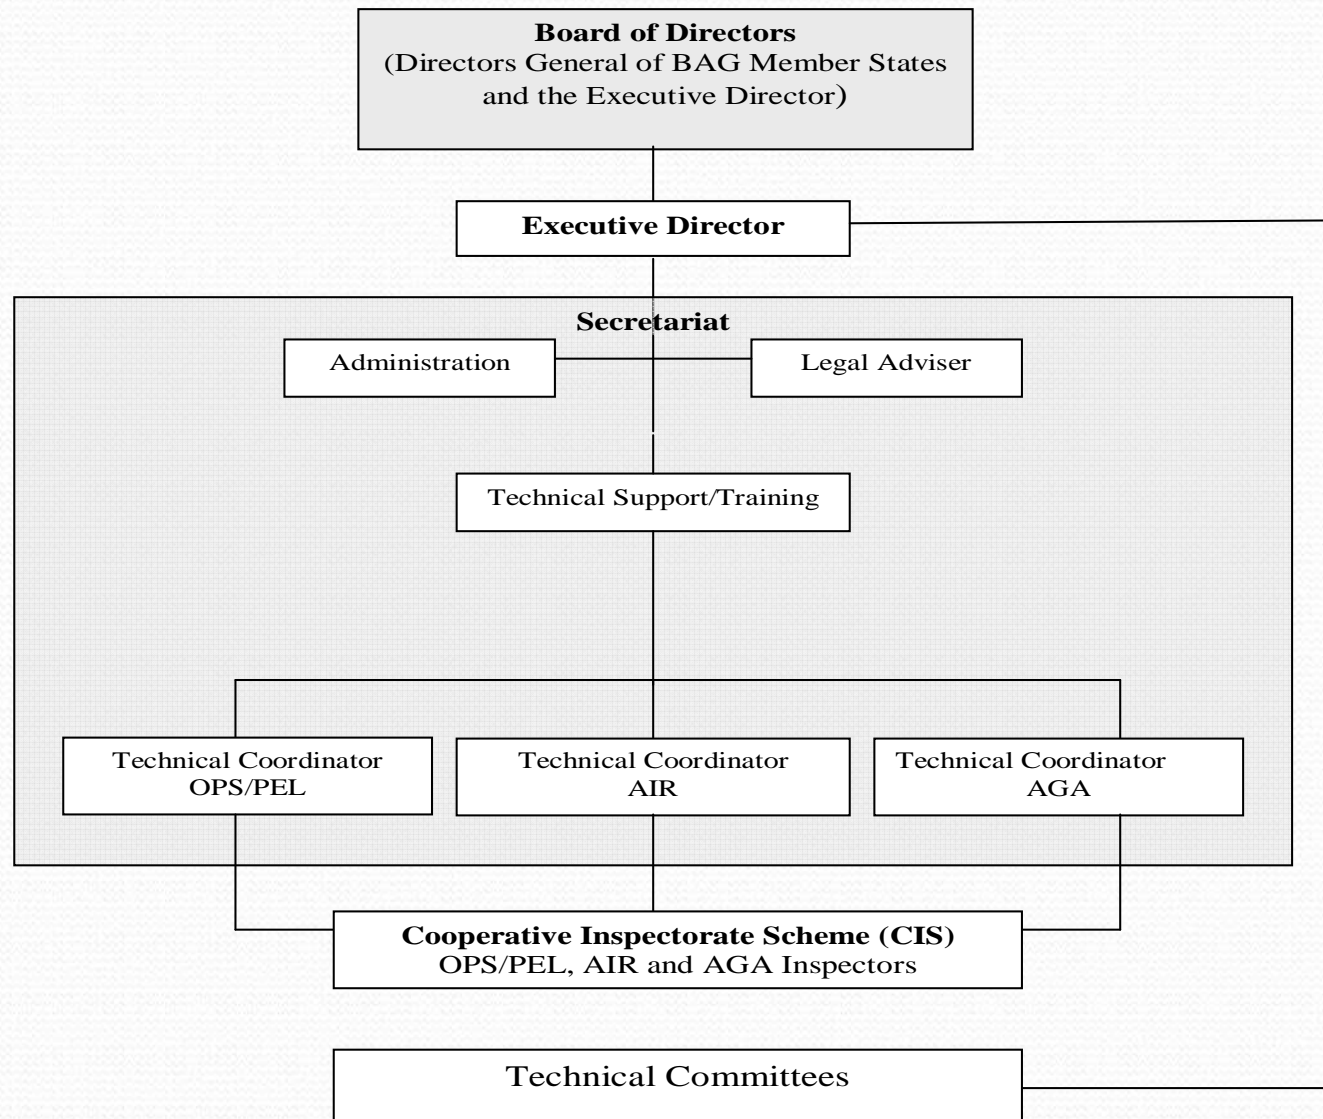 Board of Directors
(Directors General of BAG Member States
and the Executive Director)
Executive Director
Secretariat
Administration
Legal Adviser
Technical Support/Training
Technical Coordinator
OPS/PEL
Technical Coordinator
AIR
Technical Coordinator
AGA
Cooperative Inspectorate Scheme (CIS)
OPS/PEL, AIR and AGA Inspectors
Technical Committees